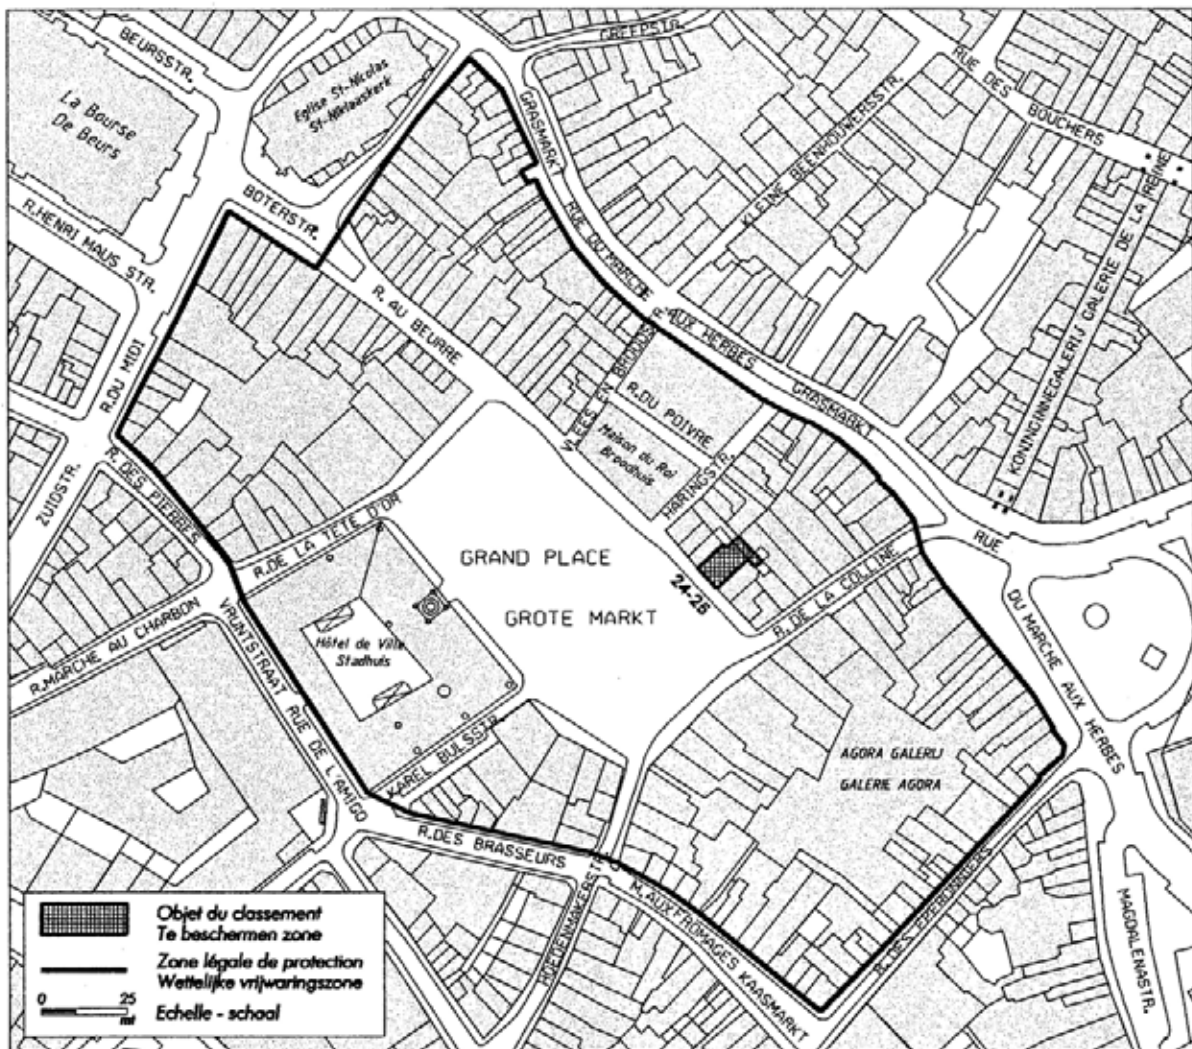 BEURSSTR.
La Bourse
De Beurs
Eglise St-Nicolas
St-Niklauskerk
GREEPSTR.
RUE DES BOUCHERS
GRASMARKT
KLEINE BEENHOUWERSSTR.
KONINGINNEGALERIJ GALERIE DE LA REINE
BOTERSTR.
R.HENRI MAUS STR.
R. AU BEURRE
RUE DU MARCHE AUX HERBES
GRASMARKT
R.DU MIDI
R.DU POIVRE
Maison du Roi
Broodhuis
HARINGSTR.
ZUIDSTR.
R. DES PIERRES
R.DE LA TETE D'OR
GRAND PLACE
GROTE MARKT
24-25
R. DE LA COLLINE
RUE DU MARCHE AUX HERBES
R.MARCHE AU CHARBON
VRUNTSTRAAT RUE DE L'AMIGO
Hôtel de Ville
Stadhuis
KAREL BULSSTR.
AGORA GALERIJ
GALERIE AGORA
R.DES BRASSEURS
HOEDENMAKERSTR.
M. AUX FROMAGES KAASMARKT
R. DES EPERONNIERS
MAGDALENASTR.
Objet du classement
Te beschermen zone
Zone légale de protection
Wettelijke vrijwaringszone
0 25
mt
Echelle - schaal